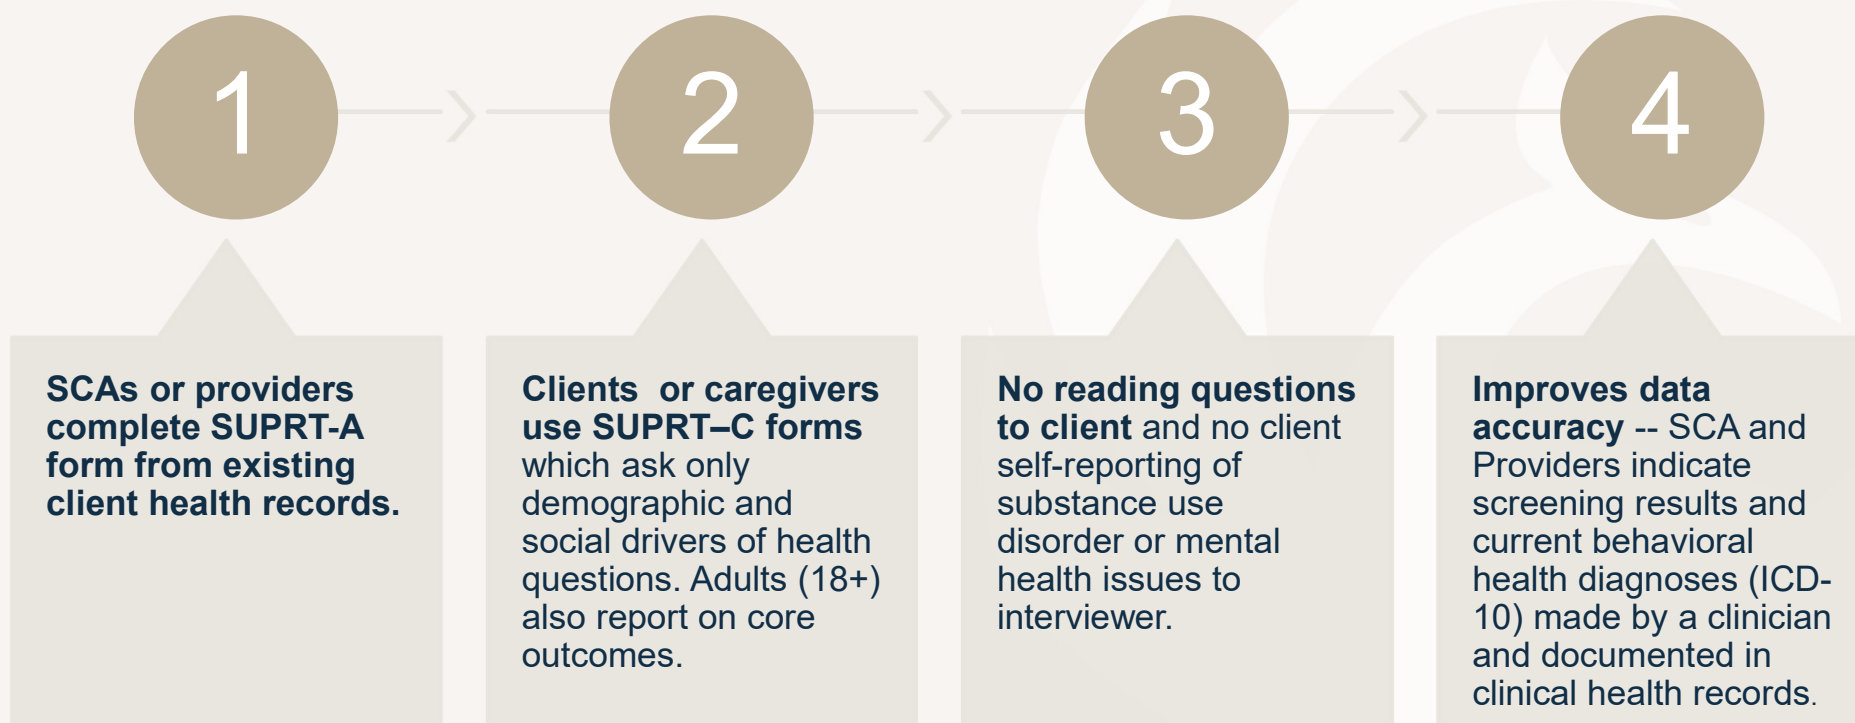 1
2
3
4
SCAs or providers
complete SUPRT-A
form from existing
client health records.
Clients or caregivers
use SUPRT–C forms
which ask only
demographic and
social drivers of health
questions. Adults (18+)
also report on core
outcomes.
No reading questions
to client and no client
self-reporting of
substance use
disorder or mental
health issues to
interviewer.
Improves data
accuracy -- SCA and
Providers indicate
screening results and
current behavioral
health diagnoses (ICD-
10) made by a clinician
and documented in
clinical health records.